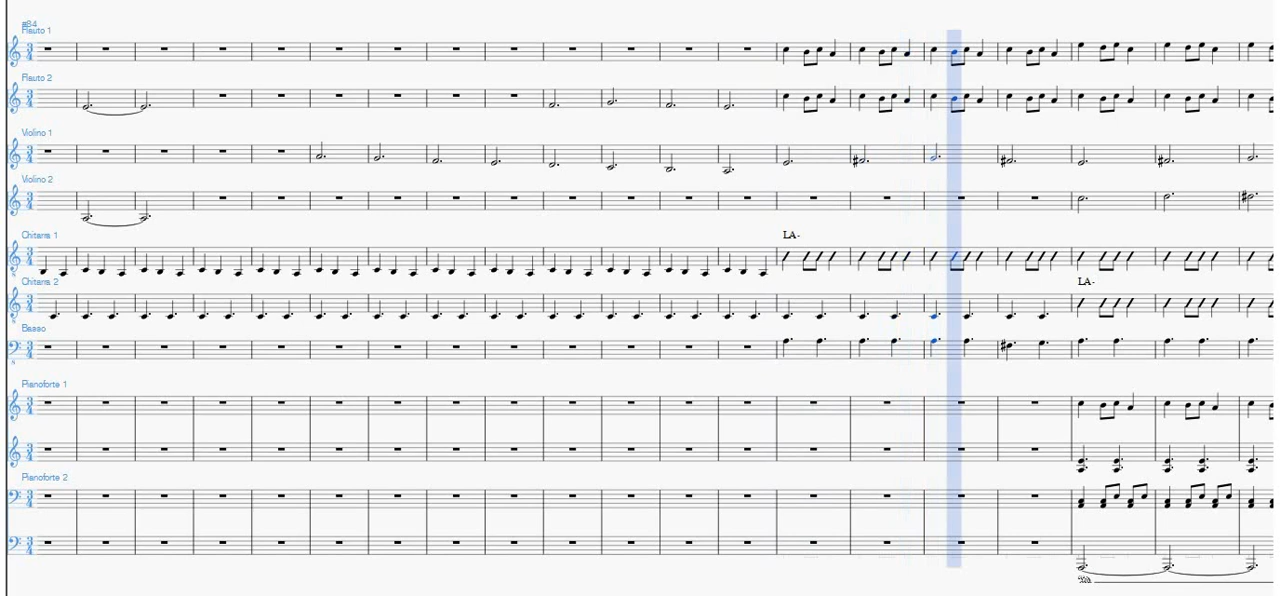 #84
Flauto 1
Flauto 2
Violino 1
Violino 2
Chitarra 1
LA-
Chitarra 2
LA-
Basso
Pianoforte 1
Pianoforte 2